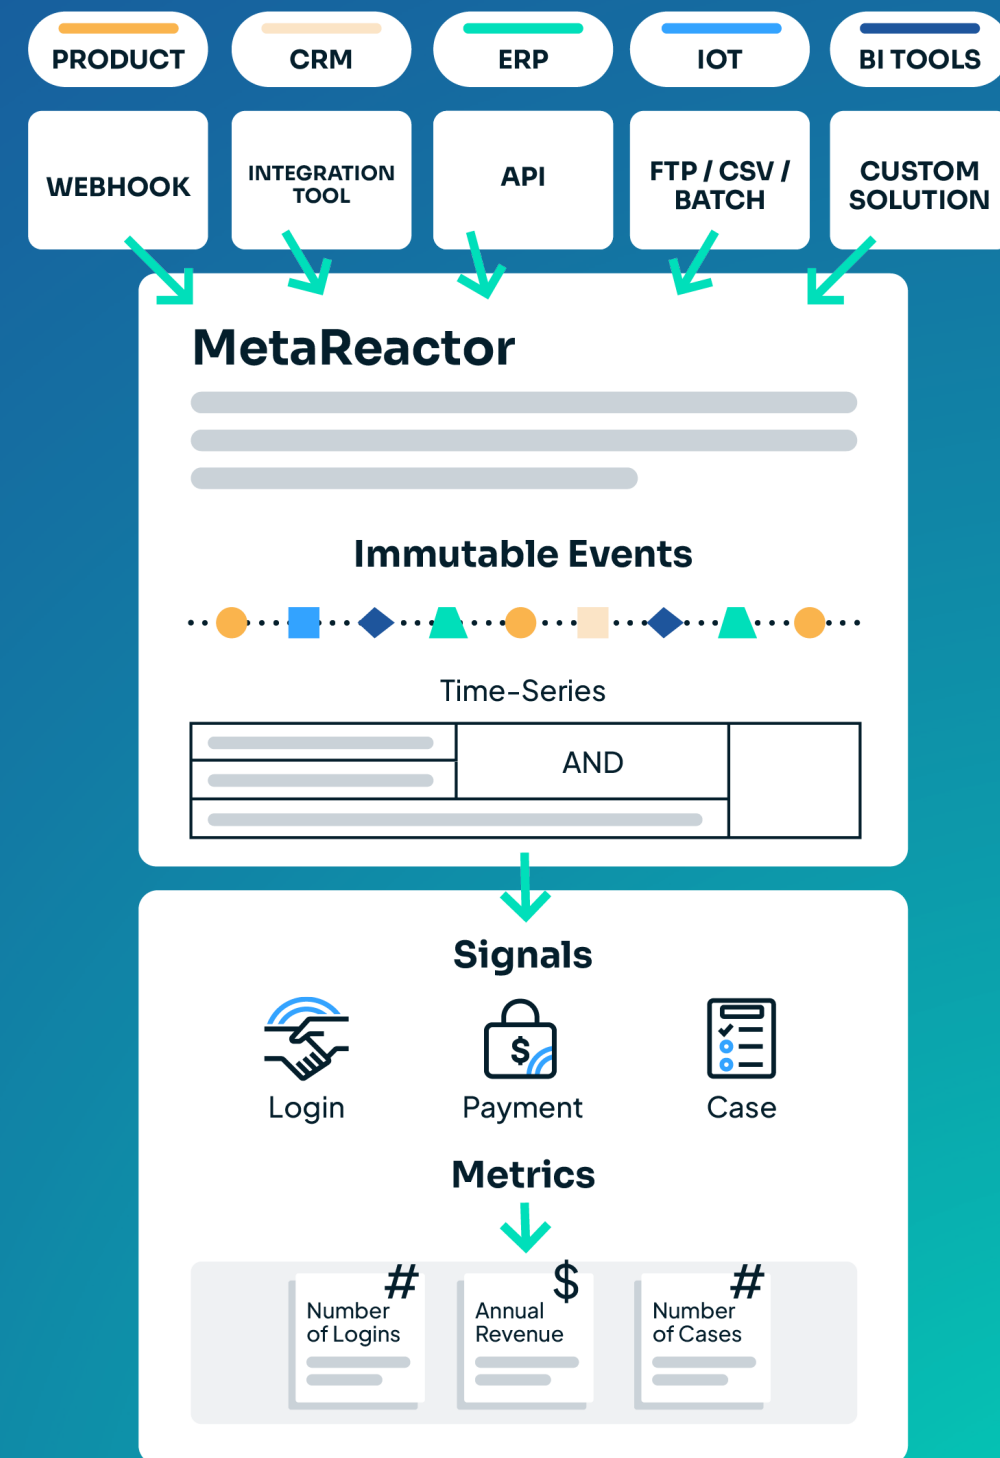 PRODUCT
CRM
ERP
IOT
BI TOOLS
WEBHOOK
INTEGRATION
TOOL
API
FTP / CSV /
BATCH
CUSTOM
SOLUTION
MetaReactor
Immutable Events
Time-Series
AND
Signals
$
Login
Payment
Case
Metrics
#
Number
of Logins
$
Annual
Revenue
#
Number
of Cases